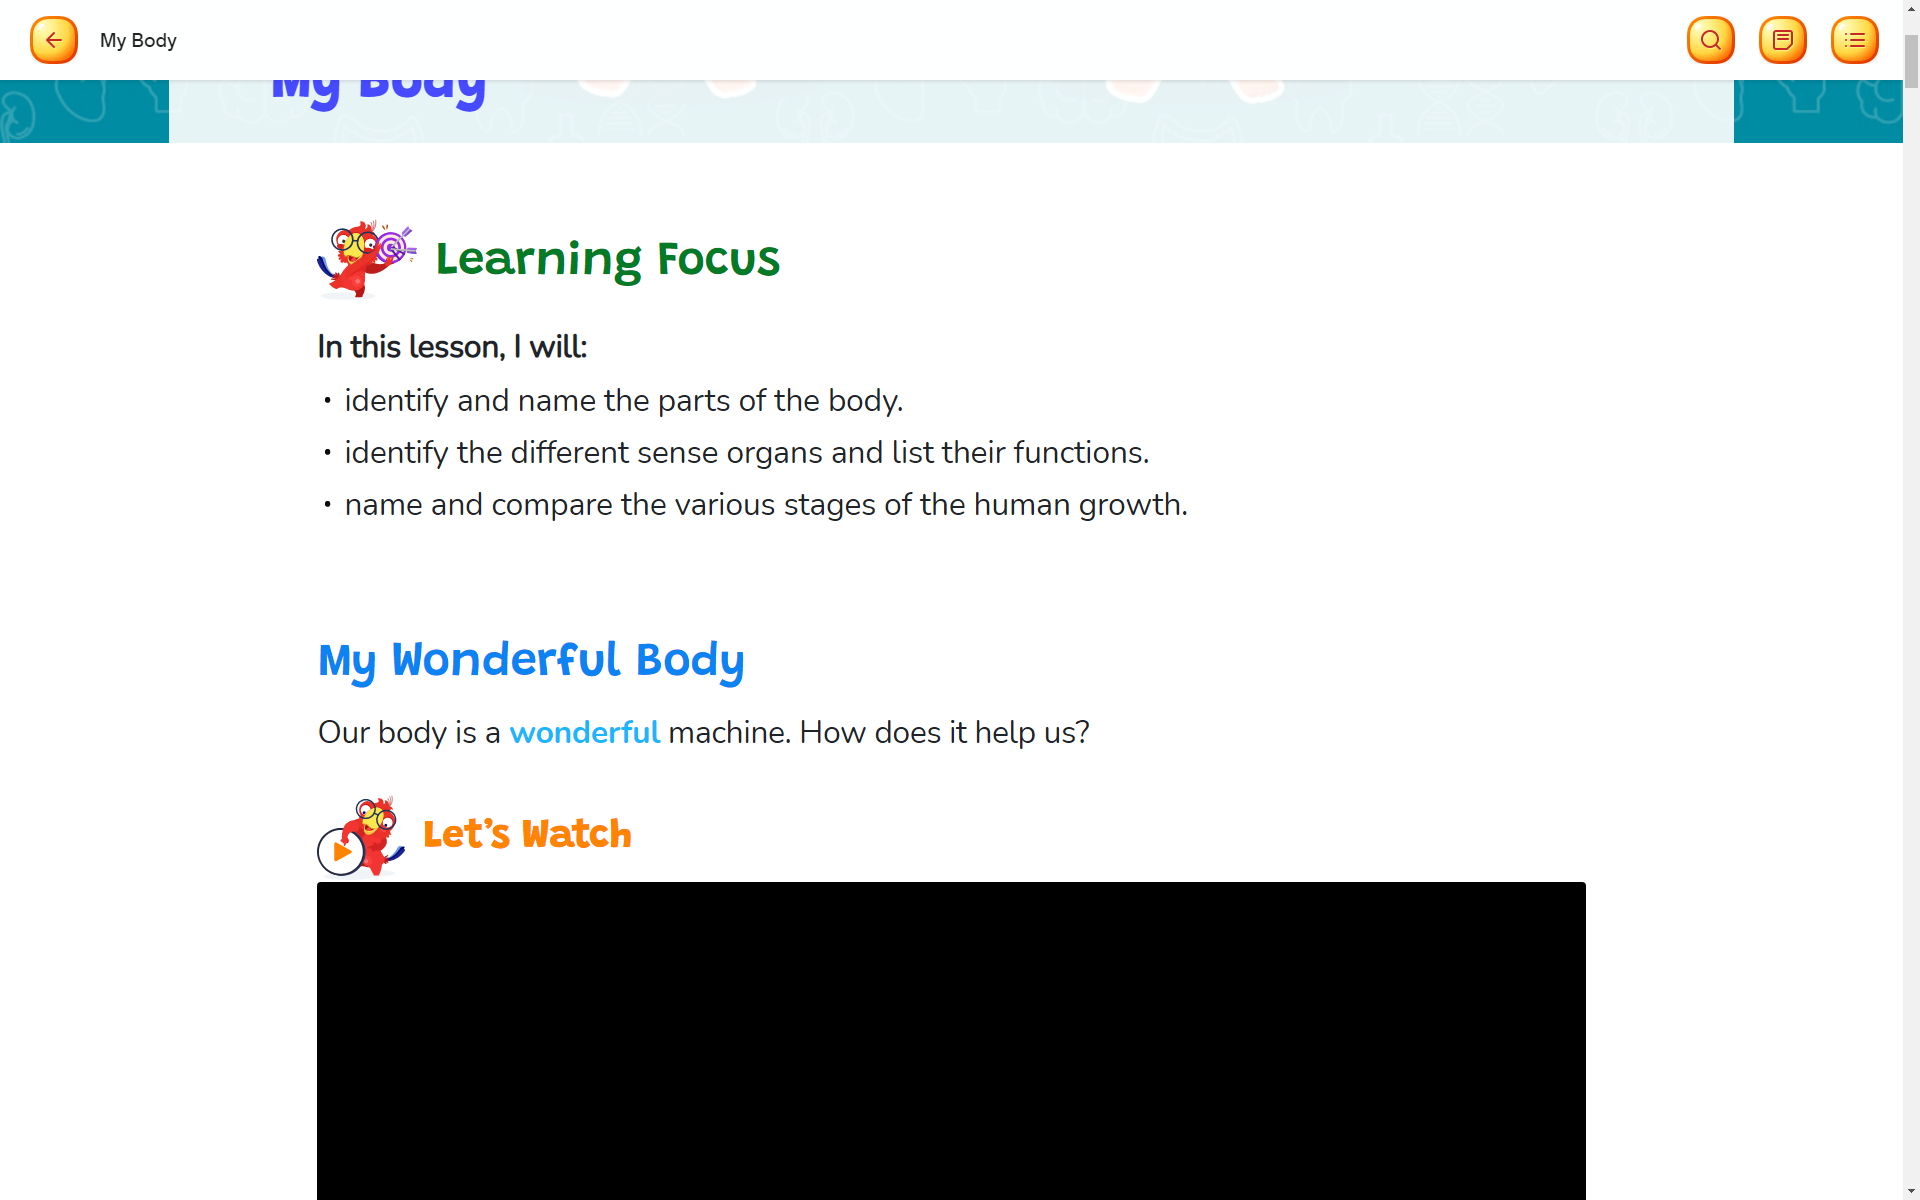 My Body
My Body
Learning Focus
In this lesson, I will:
• identify and name the parts of the body.
• identify the different sense organs and list their functions.
• name and compare the various stages of the human growth.
My Wonderful Body
Our body is a wonderful machine. How does it help us?
Let’s Watch